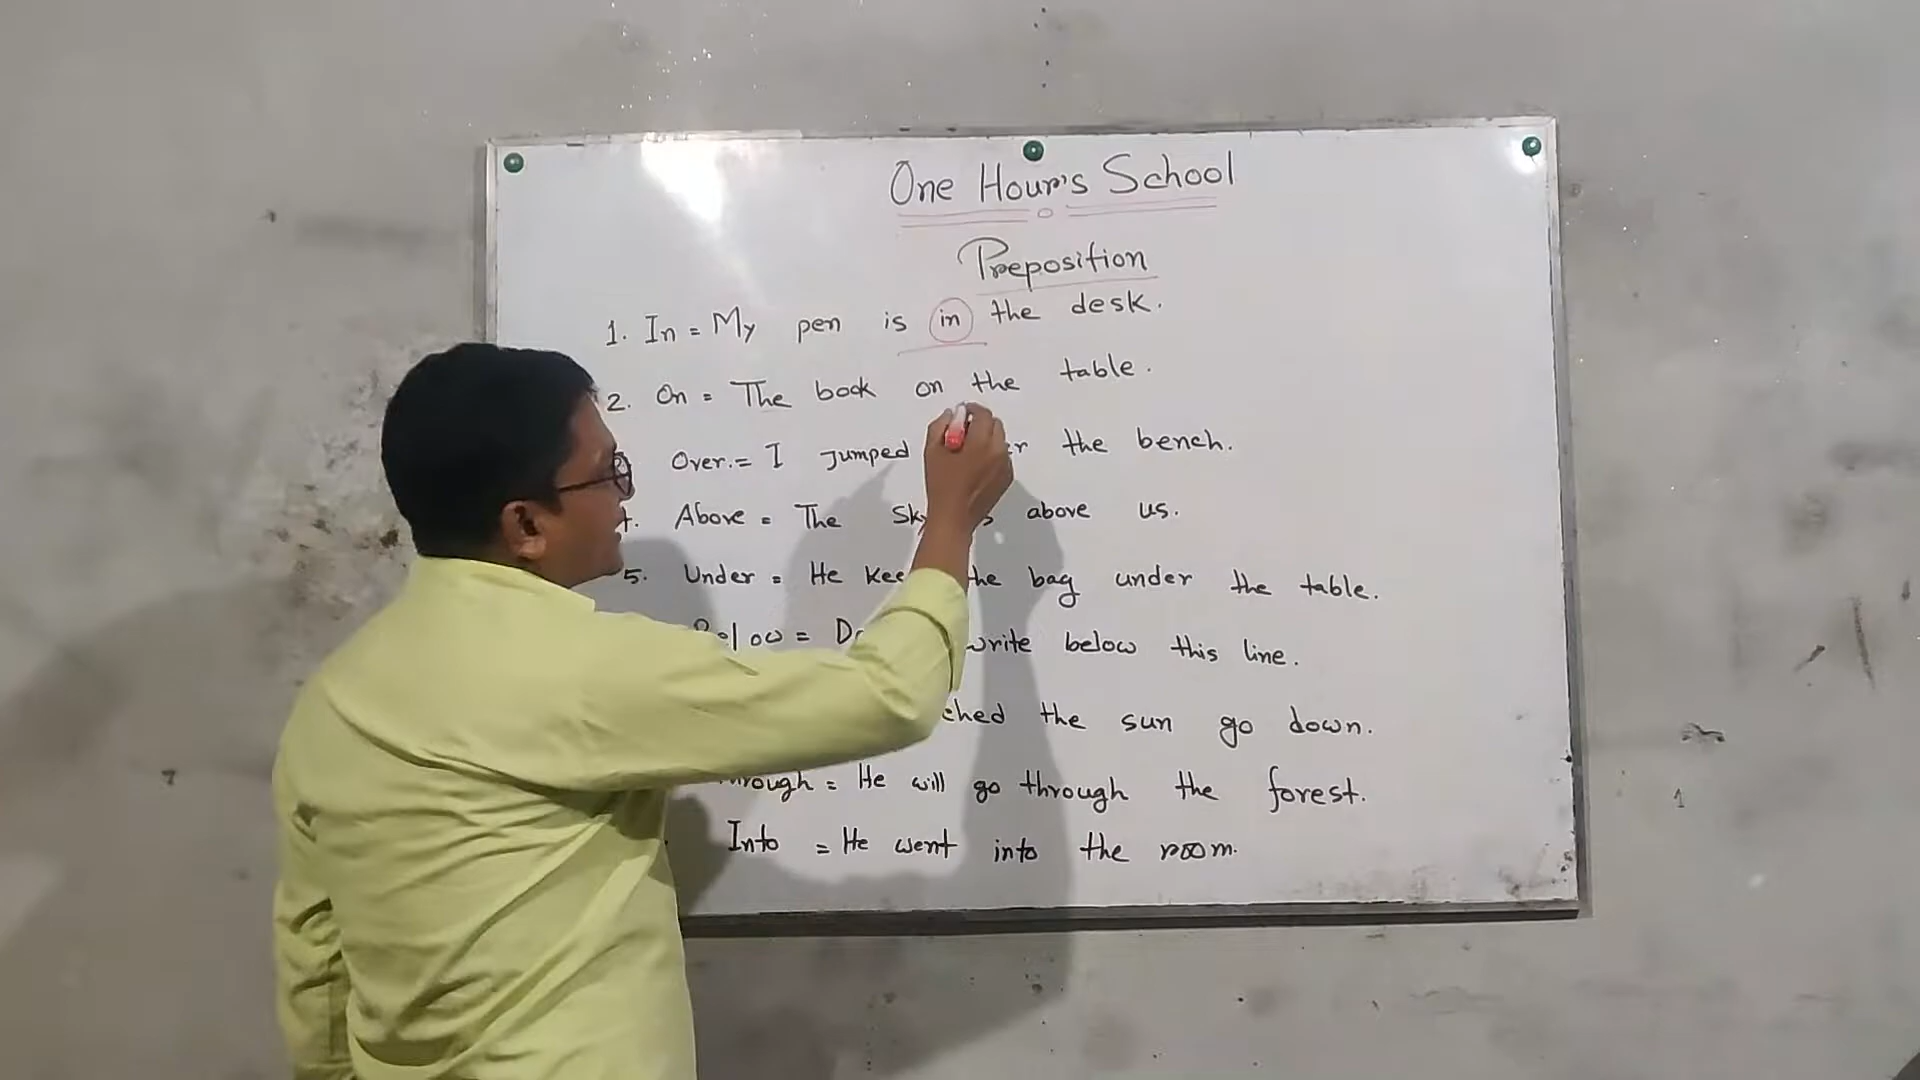 One Hour's School
Preposition
1. In = My pen is in the desk.
2. On = The book on the table.
Over. = I Jumped the bench.
Above = The above us.
5. Under = He the bag under the table.
= write below this line.
the sun go down.
= He will go through the forest.
Into = He went into the room.